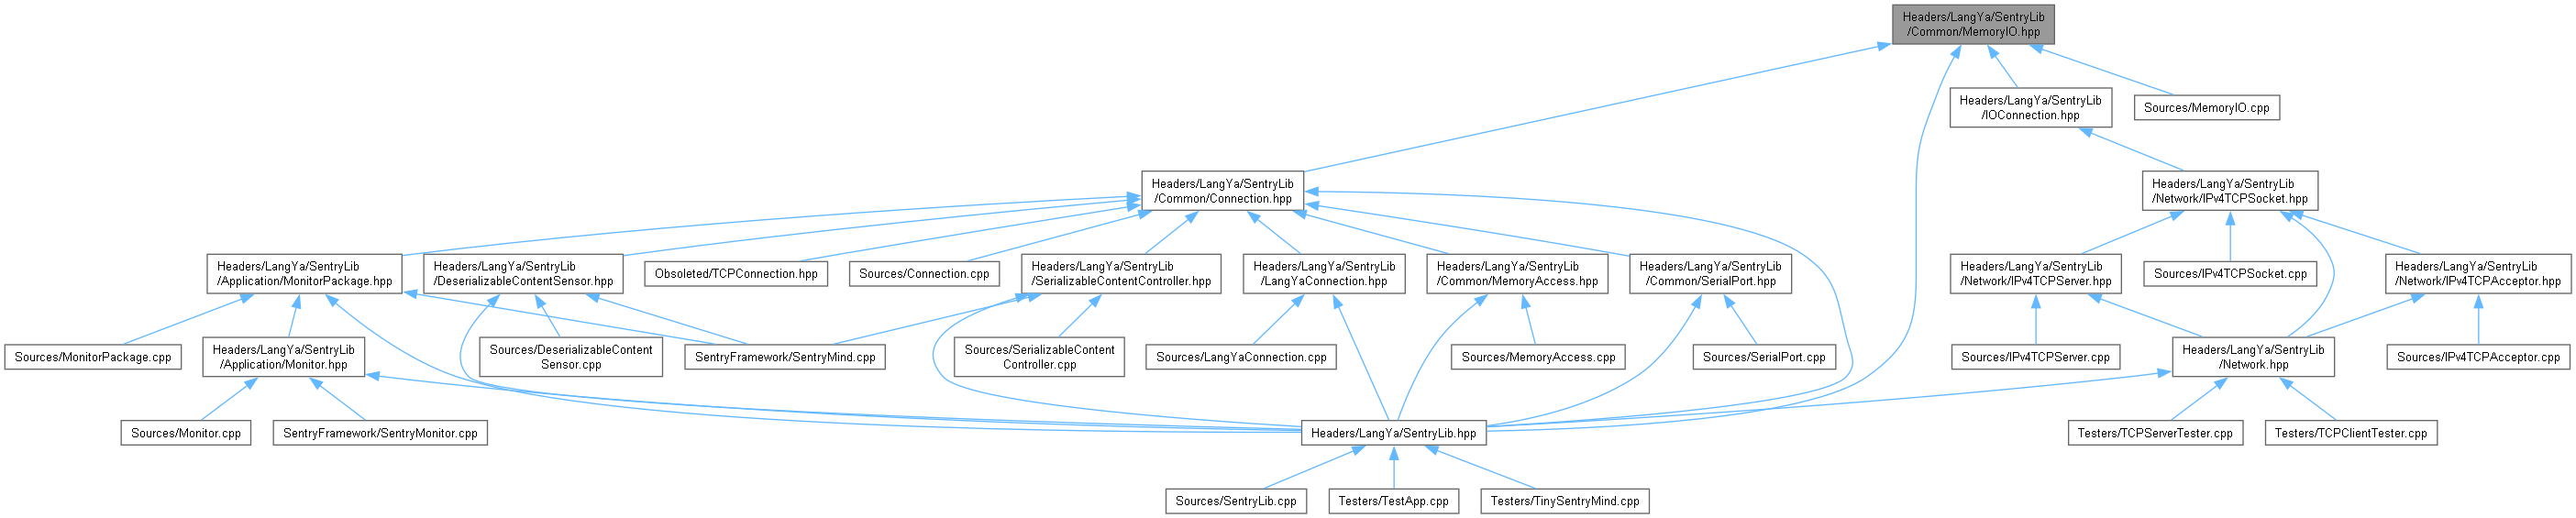 Headers/LangYa/SentryLib
/Common/MemoryIO.hpp
Headers/LangYa/SentryLib
/IOConnection.hpp
Sources/MemoryIO.cpp
Headers/LangYa/SentryLib
/Common/Connection.hpp
Headers/LangYa/SentryLib
/Network/IPv4TCPSocket.hpp
Headers/LangYa/SentryLib
/Application/MonitorPackage.hpp
Headers/LangYa/SentryLib
/DeserializableContentSensor.hpp
Obsoleted/TCPConnection.hpp
Sources/Connection.cpp
Headers/LangYa/SentryLib
/SerializableContentController.hpp
Headers/LangYa/SentryLib
/LangYaConnection.hpp
Headers/LangYa/SentryLib
/Common/MemoryAccess.hpp
Headers/LangYa/SentryLib
/Common/SerialPort.hpp
Headers/LangYa/SentryLib
/Network/IPv4TCPServer.hpp
Sources/IPv4TCPSocket.cpp
Headers/LangYa/SentryLib
/Network/IPv4TCPAcceptor.hpp
Sources/MonitorPackage.cpp
Headers/LangYa/SentryLib
/Application/Monitor.hpp
Sources/DeserializableContent
Sensor.cpp
SentryFramework/SentryMind.cpp
Sources/SerializableContent
Controller.cpp
Sources/LangYaConnection.cpp
Sources/MemoryAccess.cpp
Sources/SerialPort.cpp
Sources/IPv4TCPServer.cpp
Headers/LangYa/SentryLib
/Network.hpp
Sources/IPv4TCPAcceptor.cpp
Sources/Monitor.cpp
SentryFramework/SentryMonitor.cpp
Headers/LangYa/SentryLib.hpp
Testers/TCPServerTester.cpp
Testers/TCPClientTester.cpp
Sources/SentryLib.cpp
Testers/TestApp.cpp
Testers/TinySentryMind.cpp